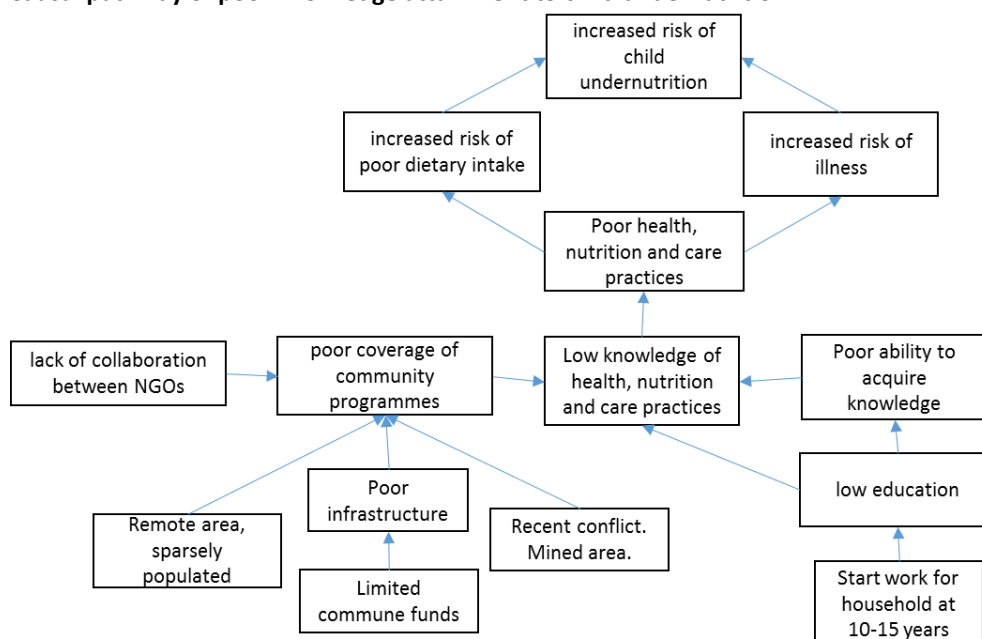 increased risk of
child
undernutrition
increased risk of
poor dietary intake
increased risk of
illness
Poor health,
nutrition and care
practices
lack of collaboration
between NGOs
poor coverage of
community
programmes
Low knowledge of
health, nutrition
and care practices
Poor ability to
acquire
knowledge
Remote area,
sparsely
populated
Poor
infrastructure
Recent conflict.
Mined area.
low education
Limited
commune funds
Start work for
household at
10-15 years